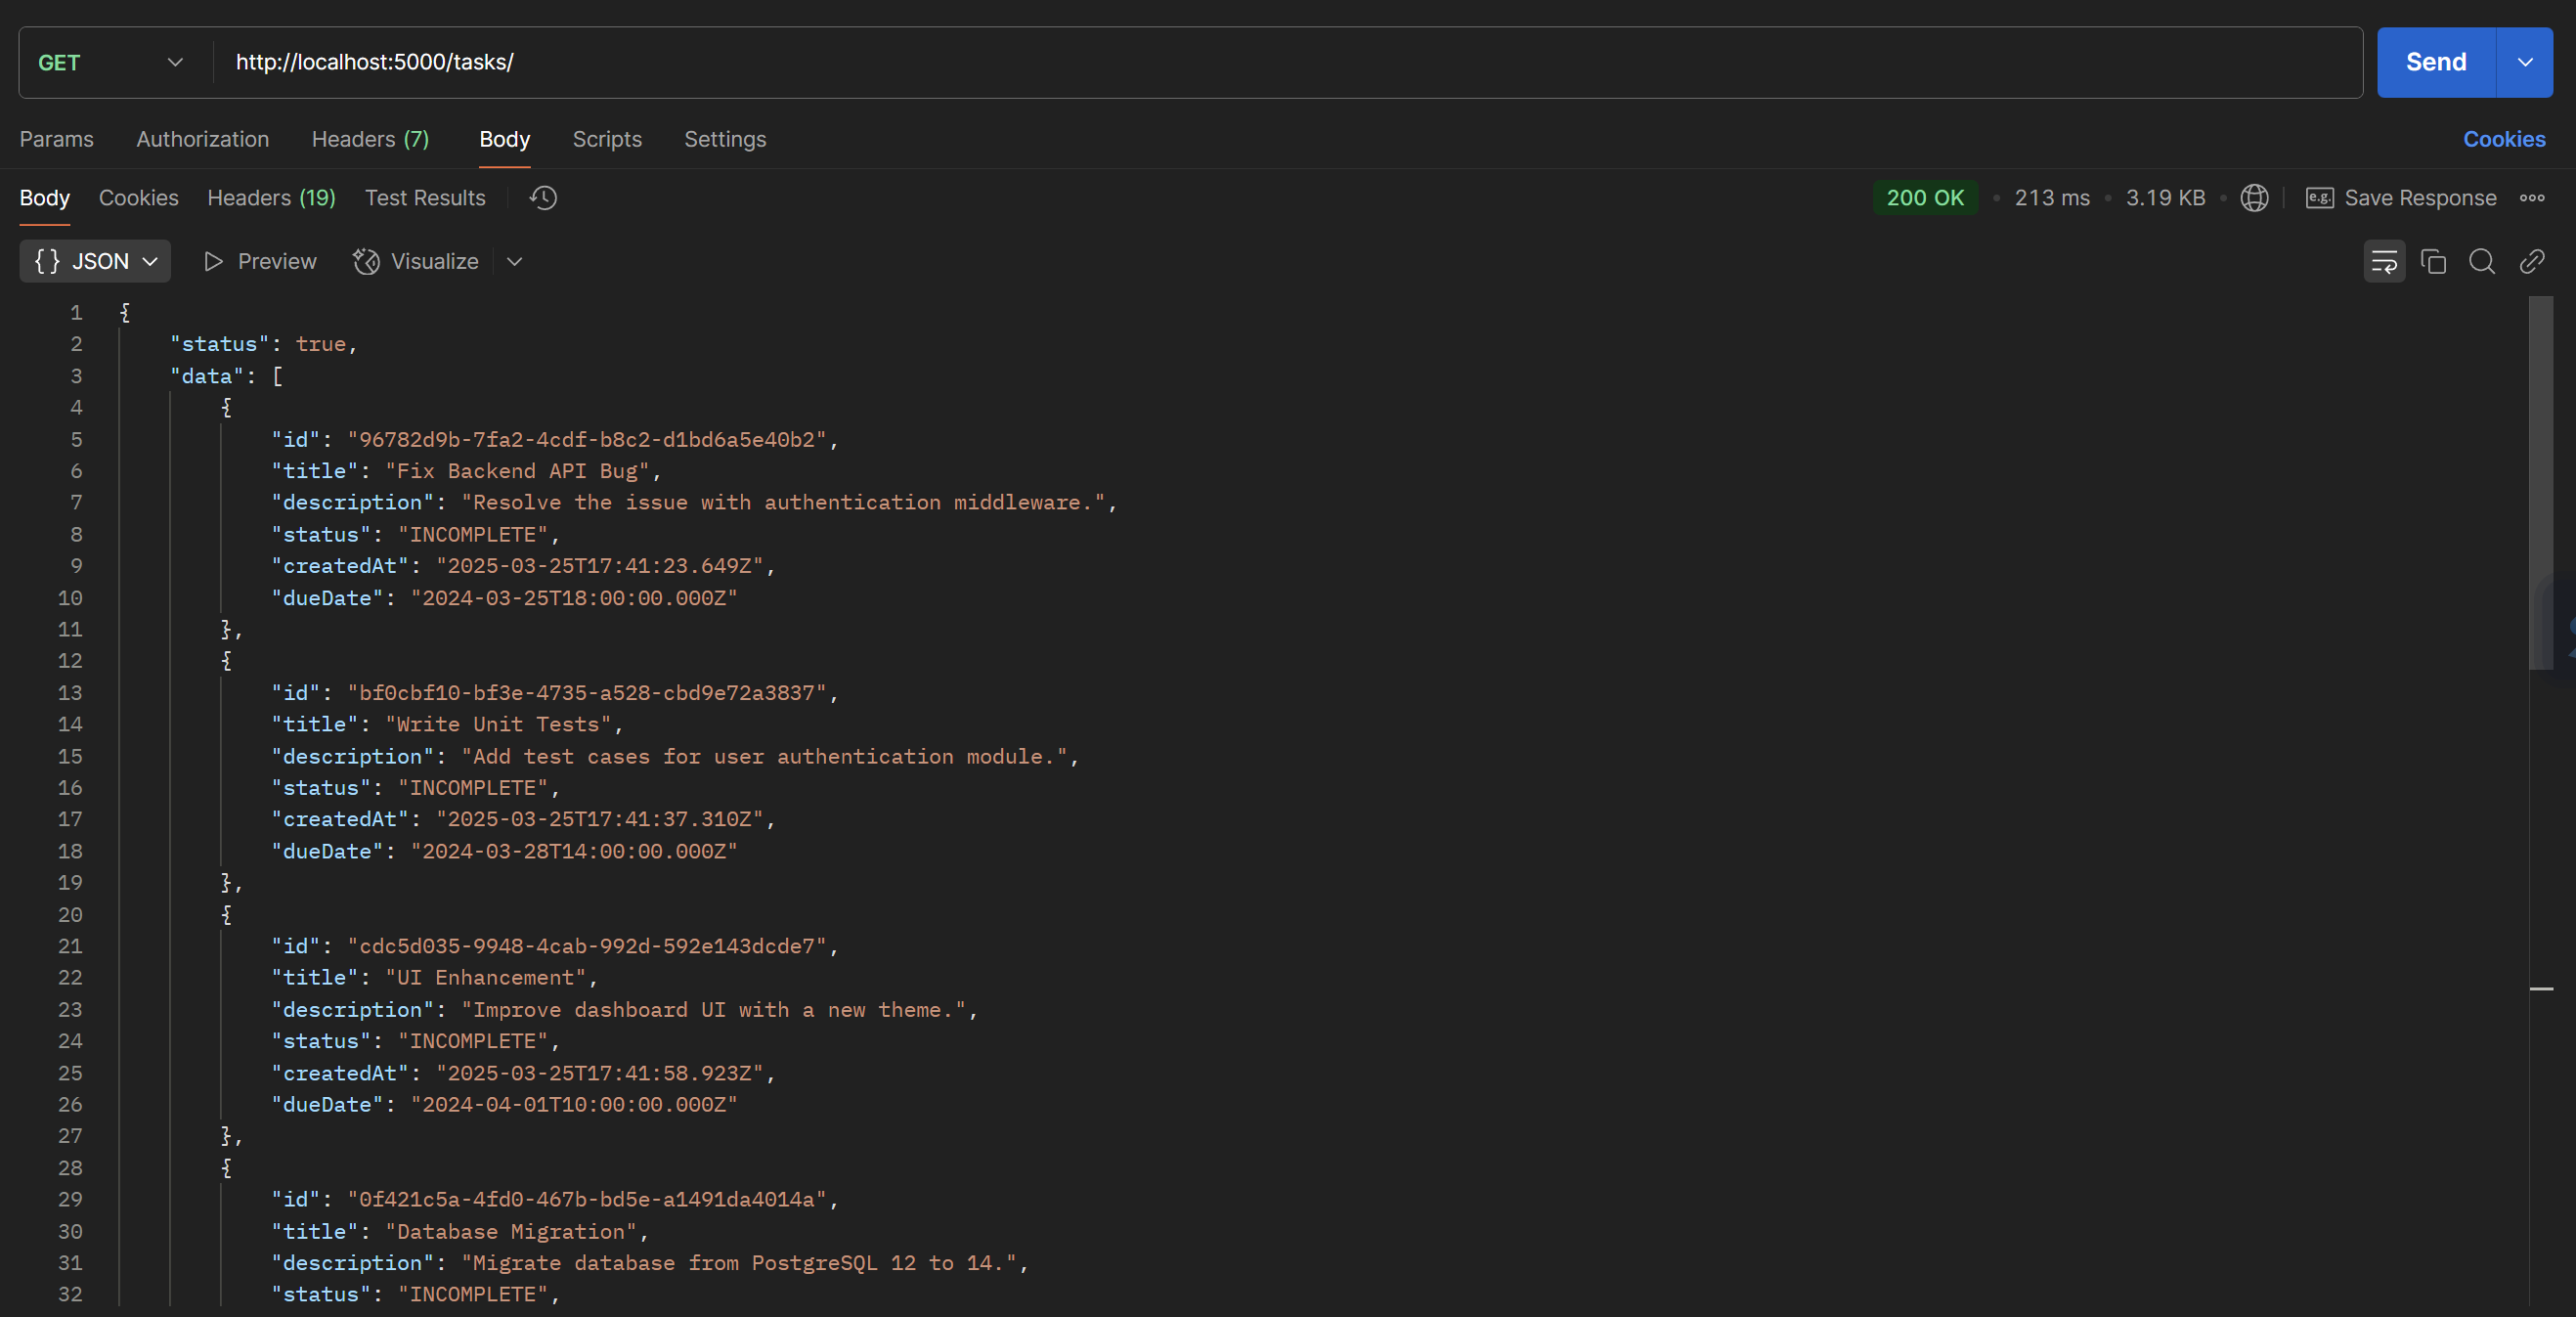 GET http://localhost:5000/tasks/ Send
Params Authorization Headers (7) Body Scripts Settings Cookies
Body Cookies Headers (19) Test Results 200 OK • 213 ms • 3.19 KB • e.g. Save Response
{} JSON Preview Visualize
1 {
2 "status": true,
3 "data": [
4 {
5 "id": "96782d9b-7fa2-4cdf-b8c2-d1bd6a5e40b2",
6 "title": "Fix Backend API Bug",
7 "description": "Resolve the issue with authentication middleware.",
8 "status": "INCOMPLETE",
9 "createdAt": "2025-03-25T17:41:23.649Z",
10 "dueDate": "2024-03-25T18:00:00.000Z"
11 },
12 {
13 "id": "bf0cbf10-bf3e-4735-a528-cbd9e72a3837",
14 "title": "Write Unit Tests",
15 "description": "Add test cases for user authentication module.",
16 "status": "INCOMPLETE",
17 "createdAt": "2025-03-25T17:41:37.310Z",
18 "dueDate": "2024-03-28T14:00:00.000Z"
19 },
20 {
21 "id": "cdc5d035-9948-4cab-992d-592e143dcde7",
22 "title": "UI Enhancement",
23 "description": "Improve dashboard UI with a new theme.",
24 "status": "INCOMPLETE",
25 "createdAt": "2025-03-25T17:41:58.923Z",
26 "dueDate": "2024-04-01T10:00:00.000Z"
27 },
28 {
29 "id": "0f421c5a-4fd0-467b-bd5e-a1491da4014a",
30 "title": "Database Migration",
31 "description": "Migrate database from PostgreSQL 12 to 14.",
32 "status": "INCOMPLETE",